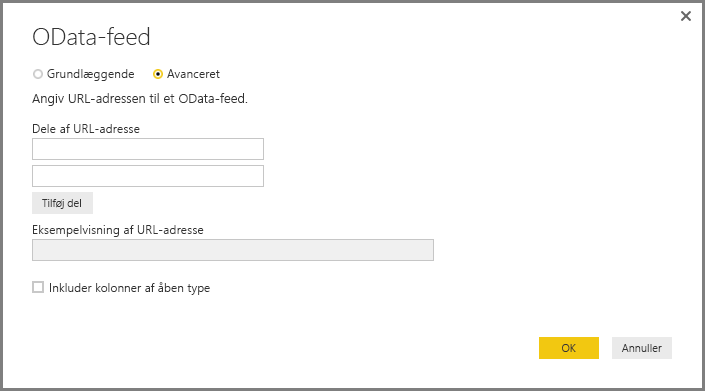 OData-feed
Grundlæggende Avanceret
Angiv URL-adressen til et OData-feed.
Dele af URL-adresse
Tilføj del
Eksempelvisning af URL-adresse
Inkluder kolonner af åben type
OK Annuller